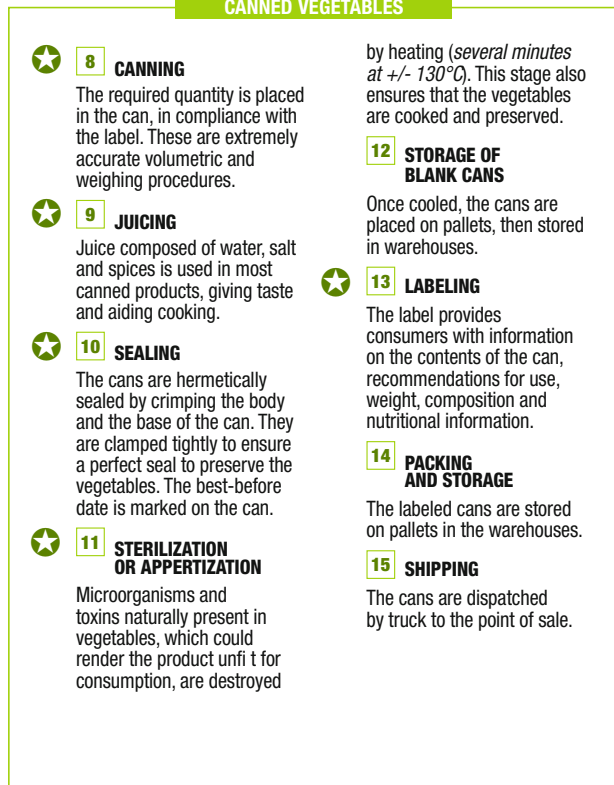 CANNED VEGETABLES
8 CANNING
The required quantity is placed
in the can, in compliance with
the label. These are extremely
accurate volumetric and
weighing procedures.
9 JUICING
Juice composed of water, salt
and spices is used in most
canned products, giving taste
and aiding cooking.
10 SEALING
The cans are hermetically
sealed by crimping the body
and the base of the can. They
are clamped tightly to ensure
a perfect seal to preserve the
vegetables. The best-before
date is marked on the can.
11 STERILIZATION
OR APPERTIZATION
Microorganisms and
toxins naturally present in
vegetables, which could
render the product unfi t for
consumption, are destroyed
by heating (several minutes
at +/- 130°C). This stage also
ensures that the vegetables
are cooked and preserved.
12 STORAGE OF
BLANK CANS
Once cooled, the cans are
placed on pallets, then stored
in warehouses.
13 LABELING
The label provides
consumers with information
on the contents of the can,
recommendations for use,
weight, composition and
nutritional information.
14 PACKING
AND STORAGE
The labeled cans are stored
on pallets in the warehouses.
15 SHIPPING
The cans are dispatched
by truck to the point of sale.